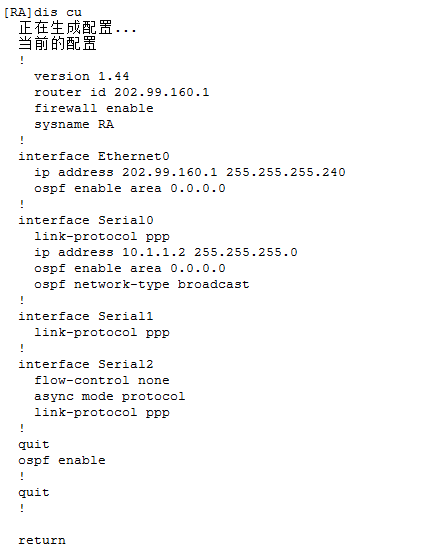 [RA]dis cu
正在生成配置...
当前的配置
!
version 1.44
router id 202.99.160.1
firewall enable
sysname RA
!
interface Ethernet0
ip address 202.99.160.1 255.255.255.240
ospf enable area 0.0.0.0
!
interface Serial0
link-protocol ppp
ip address 10.1.1.2 255.255.255.0
ospf enable area 0.0.0.0
ospf network-type broadcast
!
interface Serial1
link-protocol ppp
!
interface Serial2
flow-control none
async mode protocol
link-protocol ppp
!
quit
ospf enable
!
quit
!
return